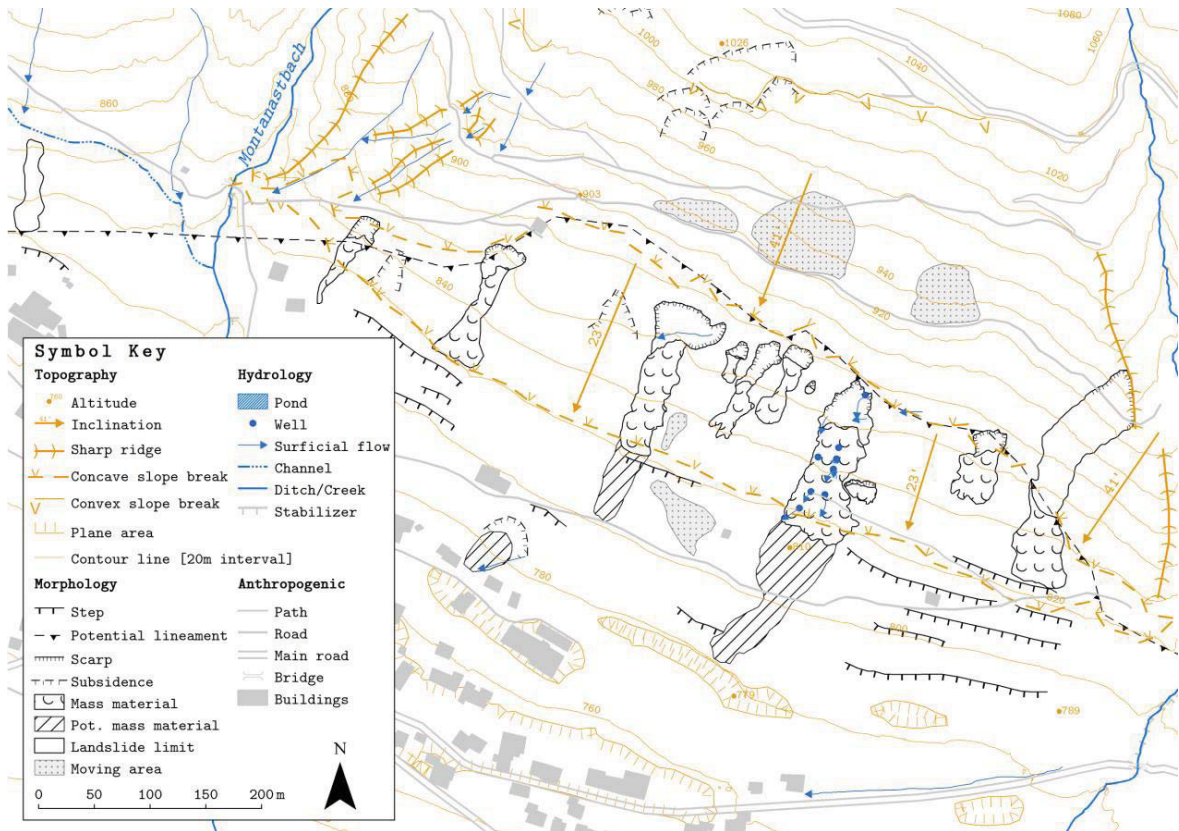 1080
1060
1026
1000
1040
980
860
Montanastbach
960
900
1020
903
41'
940
840
920
23'
23'
41'
810
820
780
800
779
789
760
Symbol Key
Topography
Altitude
Inclination
Sharp ridge
Concave slope break
Convex slope break
Plane area
Contour line [20m interval]
Hydrology
Pond
Well
Surficial flow
Channel
Ditch/Creek
Stabilizer
Morphology
Step
Potential lineament
Scarp
Subsidence
Mass material
Pot. mass material
Landslide limit
Moving area
Anthropogenic
Path
Road
Main road
Bridge
Buildings
N
0 50 100 150 200 m